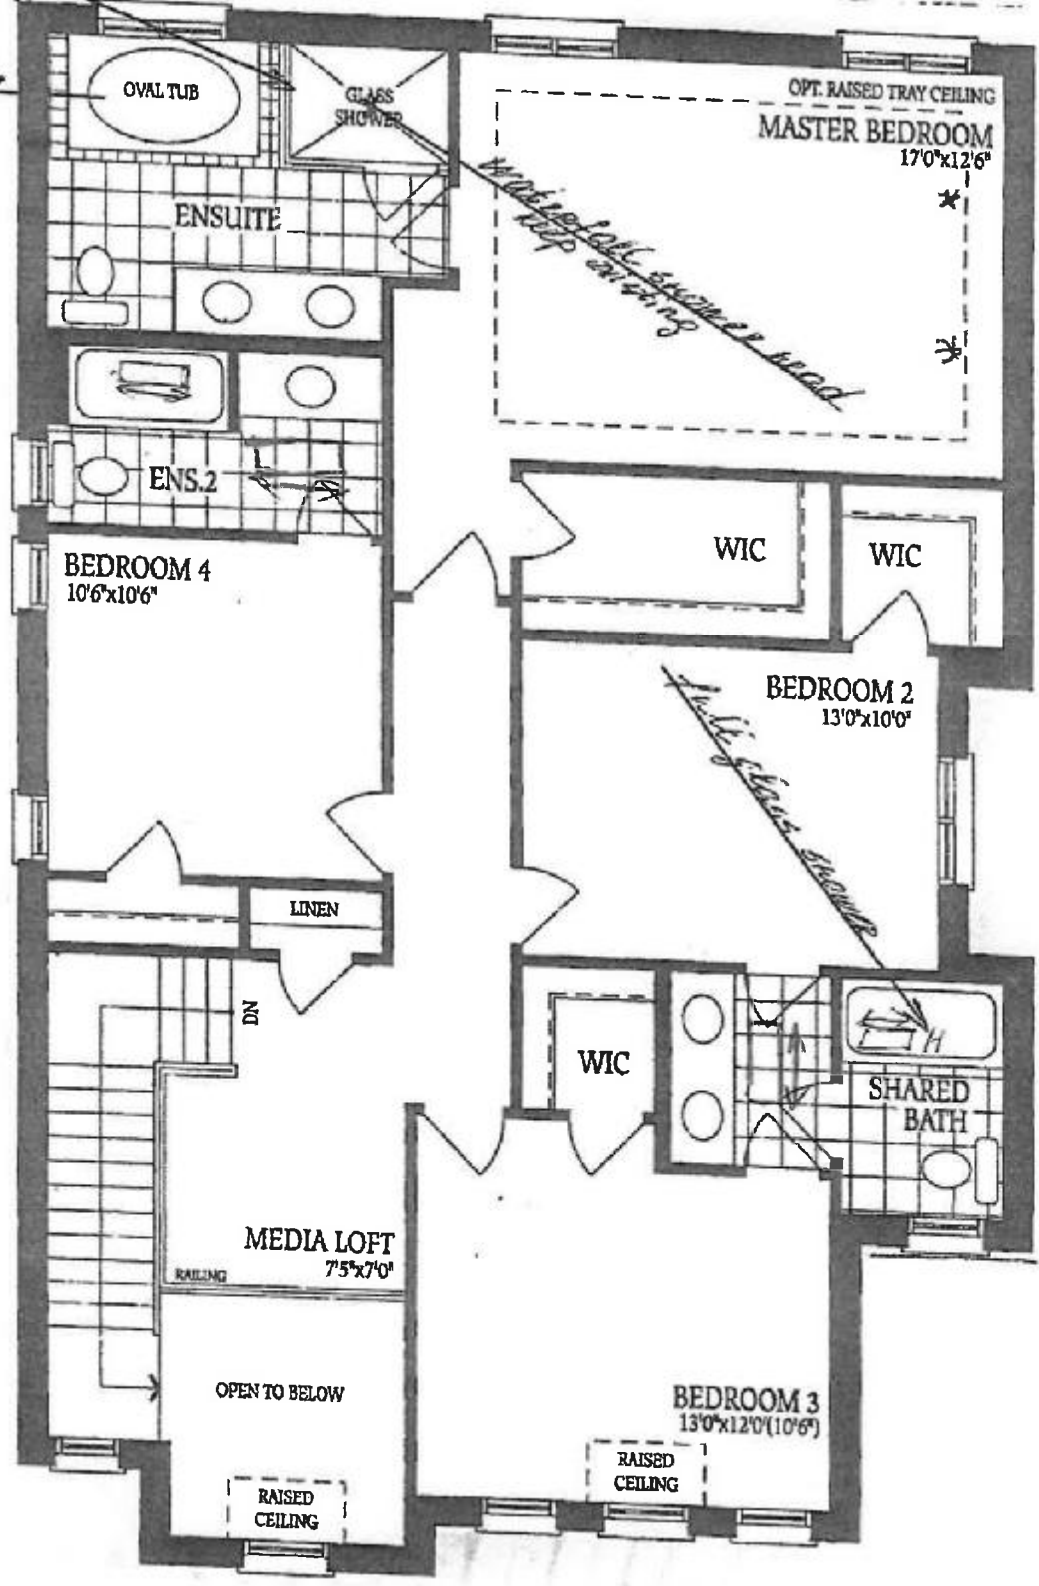 OVAL TUB
GLASS
SHOWER
OPT. RAISED TRAY CEILING
MASTER BEDROOM
17'0"x12'6"
ENSUITE
waterfall shower head
keep existing
ENS.2
BEDROOM 4
10'6"x10'6"
WIC
WIC
BEDROOM 2
13'0"x10'0"
full glass shower
LINEN
DN
WIC
H
SHARED
BATH
MEDIA LOFT
7'5"x7'0"
RAILING
OPEN TO BELOW
BEDROOM 3
13'0"x12'0"(10'6")
RAISED
CEILING
RAISED
CEILING